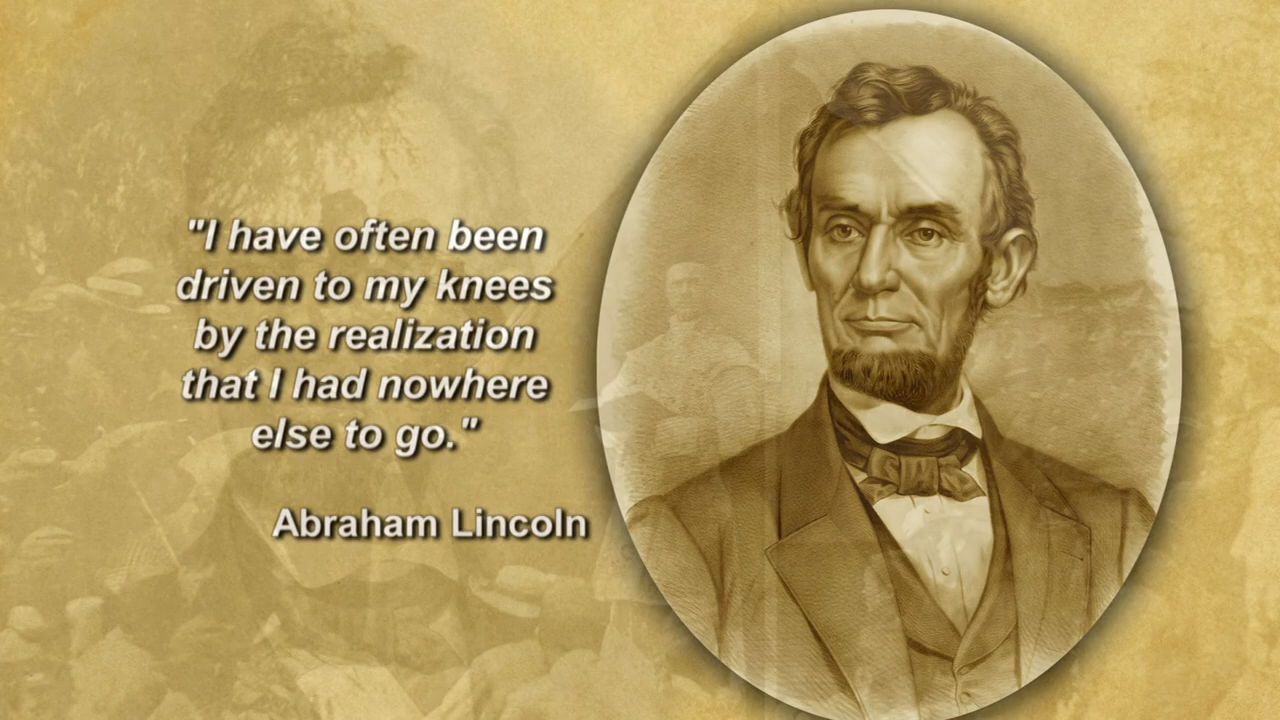 "I have often been
driven to my knees
by the realization
that I had nowhere
else to go."
Abraham Lincoln